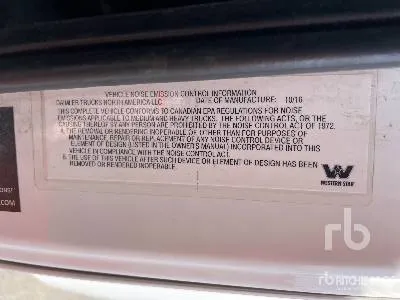 VEHICLE NOISE EMISSION CONTROL INFORMATION
DAIMLER TRUCKS NORTH AMERICA LLC DATE OF MANUFACTURE: 10/16
THIS COMPLETE VEHICLE CONFORMS TO CANADIAN EPA REGULATIONS FOR NOISE
EMISSIONS APPLICABLE TO MEDIUM AND HEAVY TRUCKS. THE FOLLOWING ACTS, OR THE
CAUSING THEREOF BY ANY PERSON ARE PROHIBITED BY THE NOISE CONTROL ACT OF 1972.
A. THE REMOVAL OR RENDERING INOPERABLE OTHER THAN FOR PURPOSES OF
MAINTENANCE, REPAIR OR REPLACEMENT OF ANY NOISE CONTROL DEVICE OR
ELEMENT OF DESIGN (LISTED IN THE OWNER'S MANUAL) INCORPORATED INTO THIS
VEHICLE IN COMPLIANCE WITH THE NOISE CONTROL ACT.
B. THE USE OF THIS VEHICLE AFTER SUCH DEVICE OR ELEMENT OF DESIGN HAS BEEN
REMOVED OR RENDERED INOPERABLE.
WESTERN STAR
.COM
rb
RITCHIE BROS